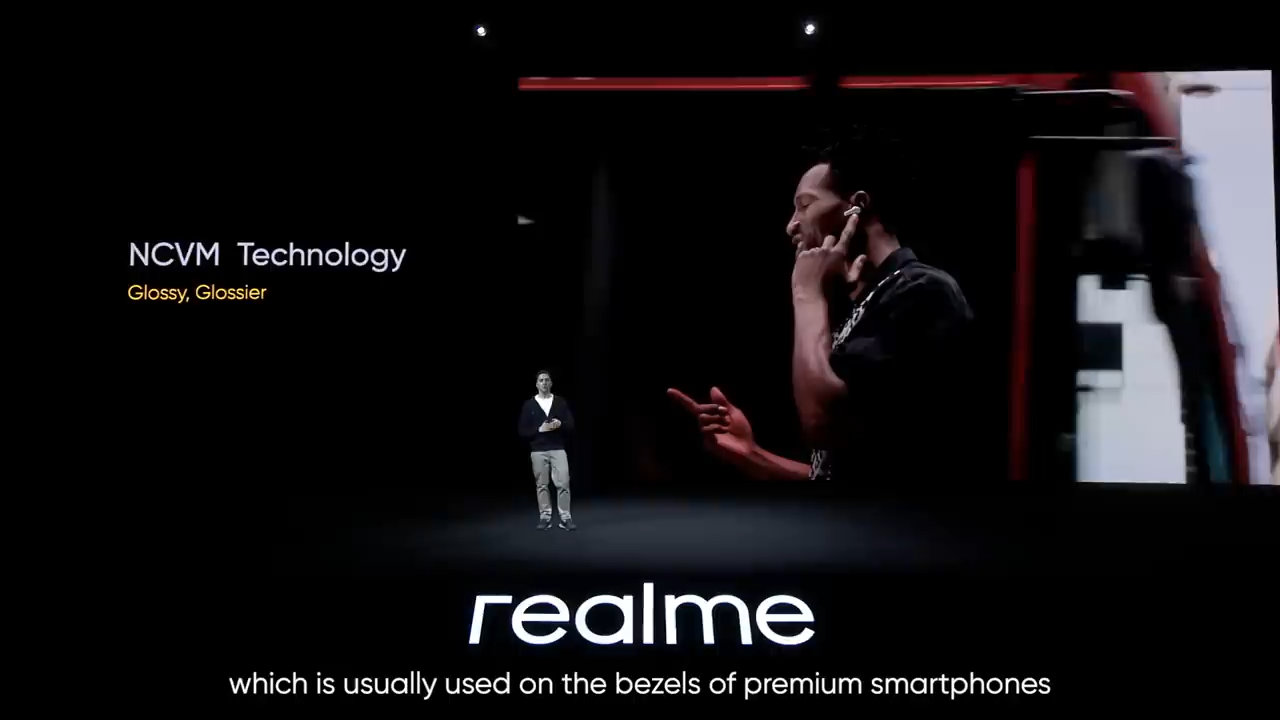 NCVM Technology
Glossy, Glossier
realme
which is usually used on the bezels of premium smartphones